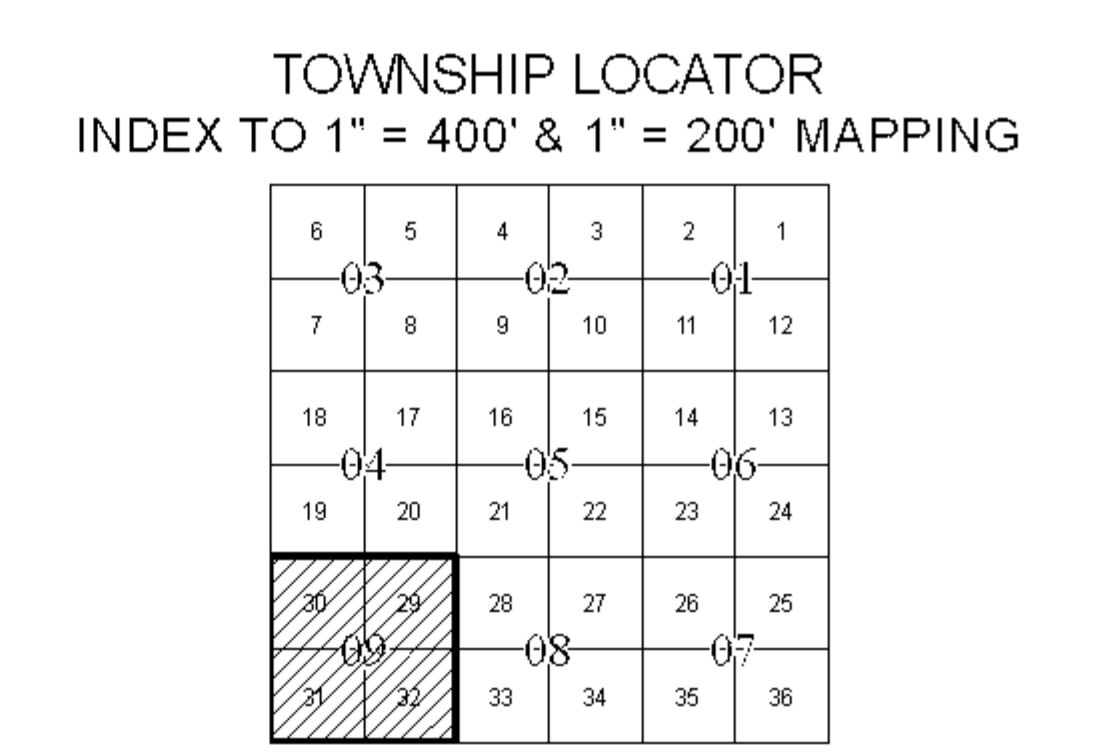 TOWNSHIP LOCATOR
INDEX TO 1" = 400' & 1" = 200' MAPPING
6 5 4 3 2 1
03 02 01
7 8 9 10 11 12
18 17 16 15 14 13
04 05 06
19 20 21 22 23 24
30 29 28 27 26 25
09 08 07
31 32 33 34 35 36